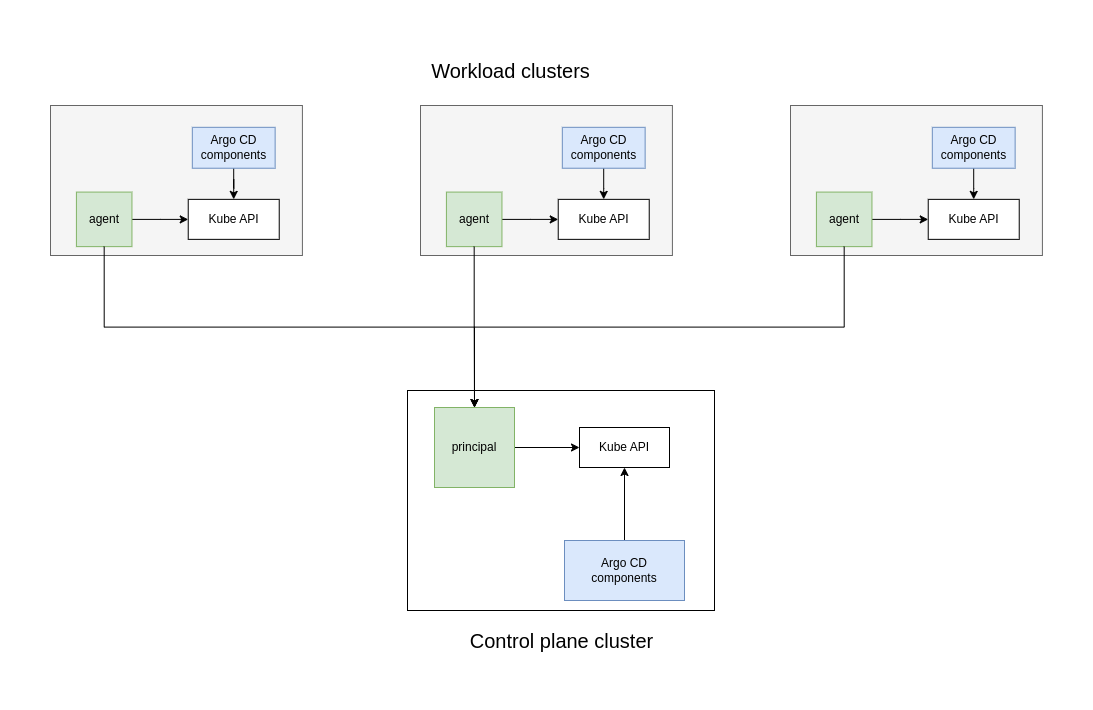 Workload clusters
Argo CD
components
agent
Kube API
Argo CD
components
agent
Kube API
Argo CD
components
agent
Kube API
principal
Kube API
Argo CD
components
Control plane cluster